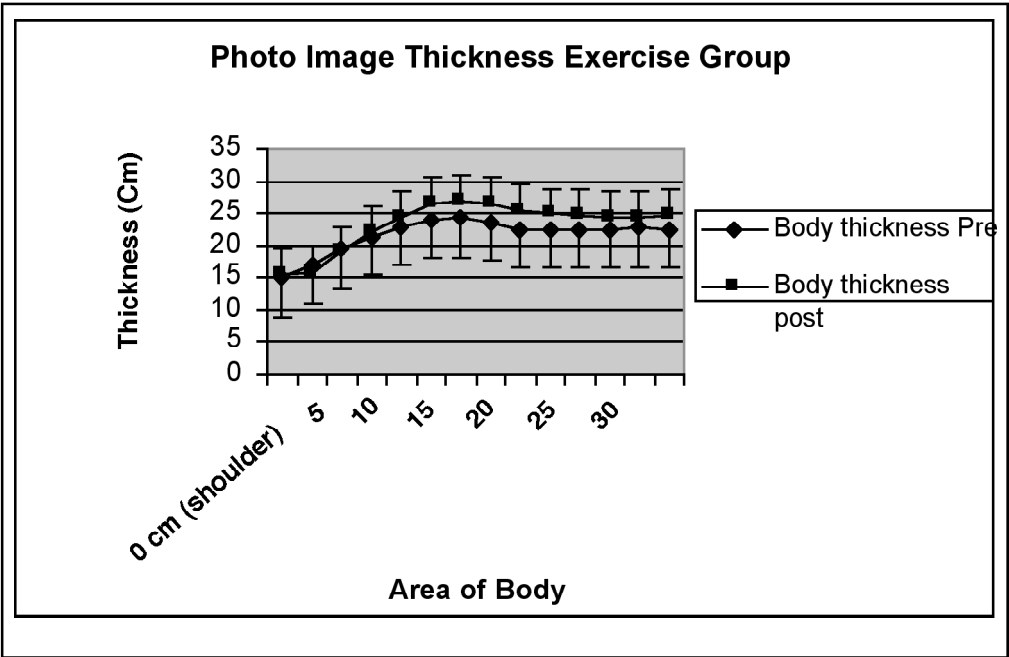 Photo Image Thickness Exercise Group
Thickness (Cm)
35
30
25
20
15
10
5
0
0 cm (shoulder)
5
10
15
20
25
30
Area of Body
Body thickness Pre
Body thickness
post